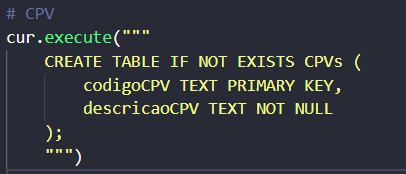 # CPV
cur.execute("""
    CREATE TABLE IF NOT EXISTS CPVs (
        codigoCPV TEXT PRIMARY KEY,
        descricaoCPV TEXT NOT NULL
    );
    """)